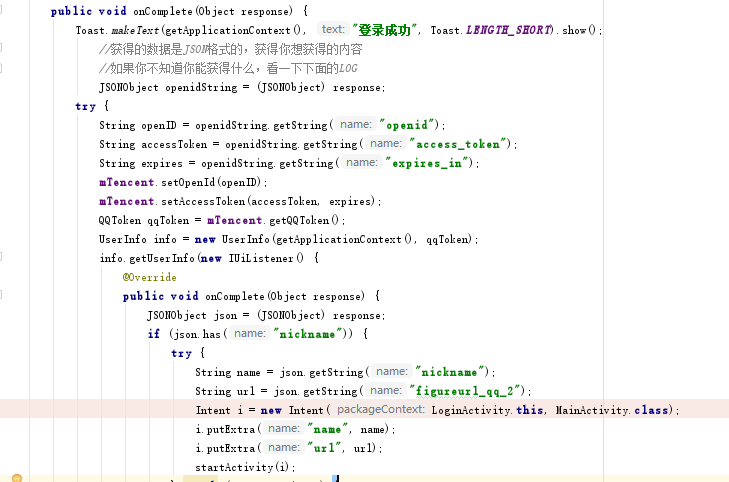 public void onComplete(Object response) {
Toast.makeText(getApplicationContext(), text: "登录成功", Toast.LENGTH_SHORT).show();
//获得的数据是JSON格式的，获得你想获得的内容
//如果你不知道你能获得什么，看一下下面的LOG
JSONObject openidString = (JSONObject) response;
try {
String openID = openidString.getString( name: "openid");
String accessToken = openidString.getString( name: "access_token");
String expires = openidString.getString( name: "expires_in");
mTencent.setOpenId(openID);
mTencent.setAccessToken(accessToken, expires);
QQToken qqToken = mTencent.getQQToken();
UserInfo info = new UserInfo(getApplicationContext(), qqToken);
info.getUserInfo(new IUiListener() {
@Override
public void onComplete(Object response) {
JSONObject json = (JSONObject) response;
if (json.has( name: "nickname")) {
try {
String name = json.getString( name: "nickname");
String url = json.getString( name: "figureurl_qq_2");
Intent i = new Intent( packageContext: LoginActivity.this, MainActivity.class);
i.putExtra( name: "name", name);
i.putExtra( name: "url", url);
startActivity(i);